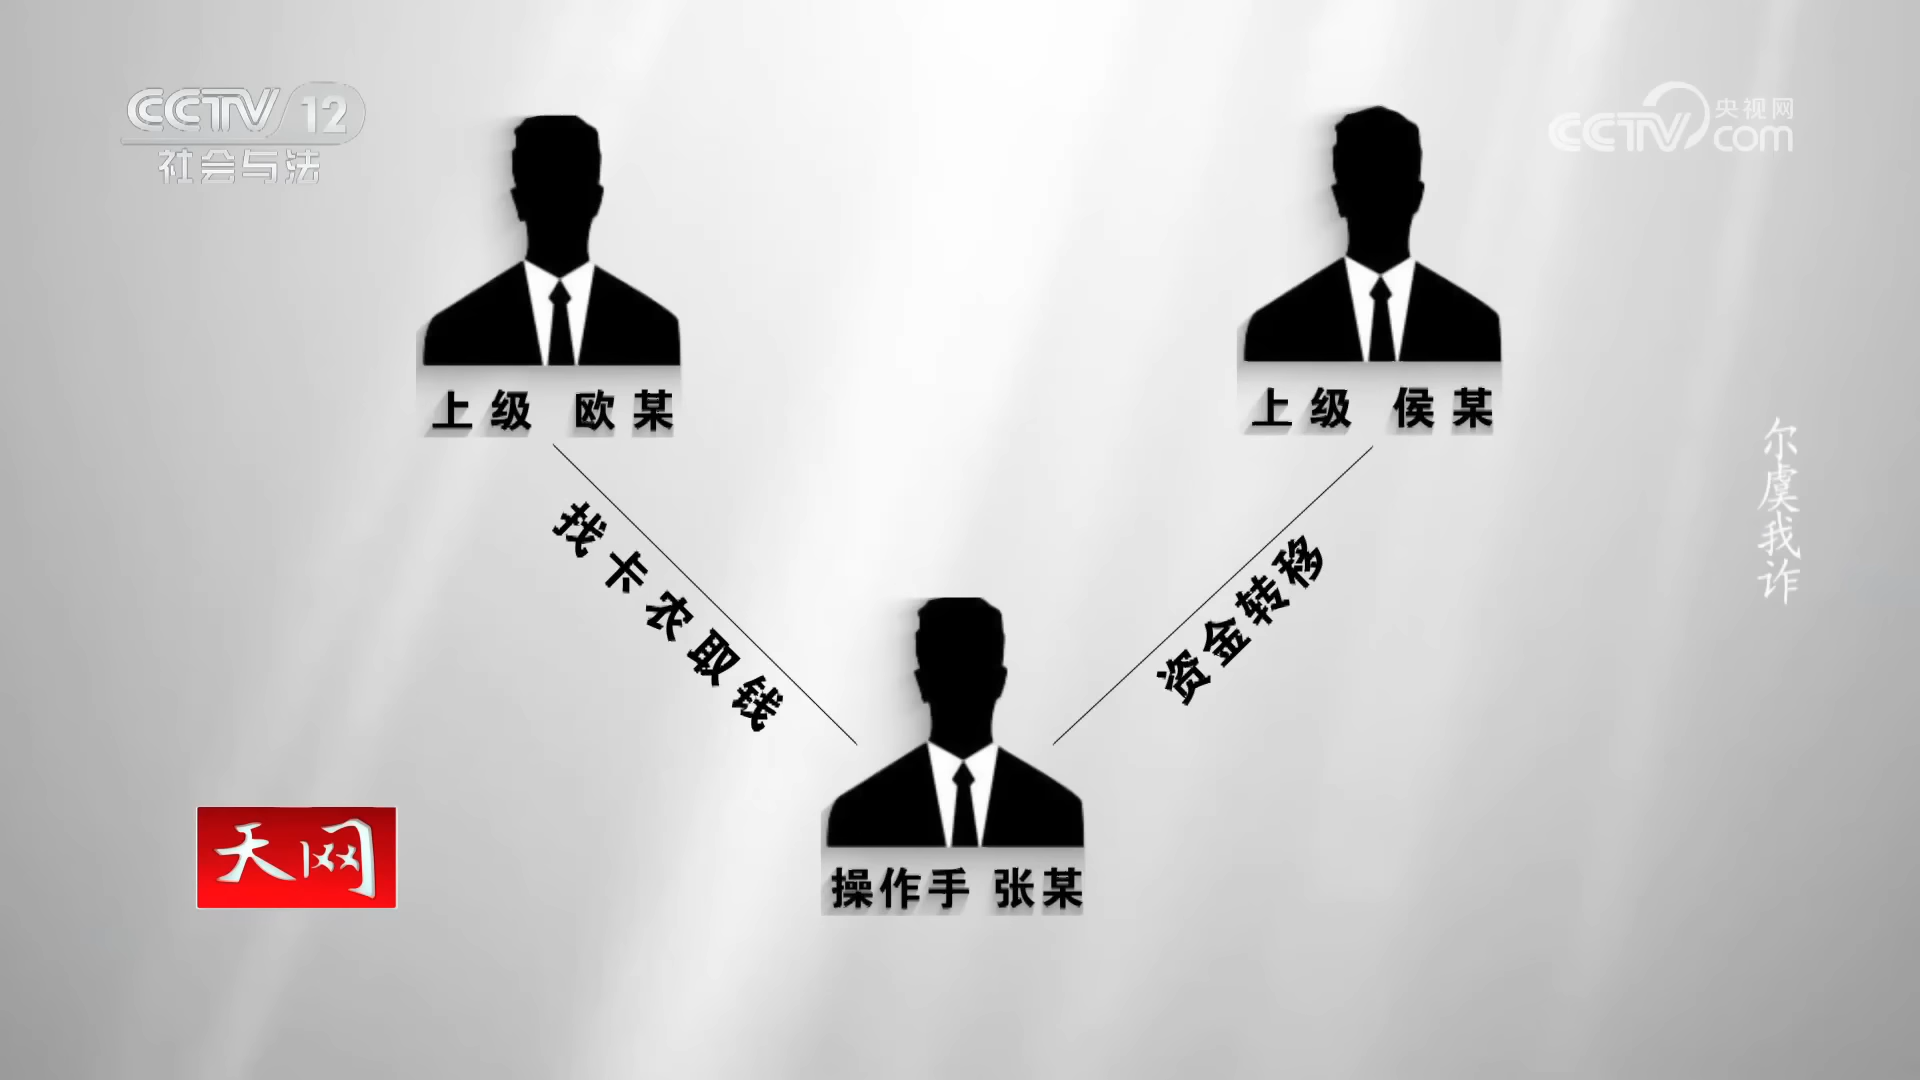 CCTV 12
社会与法
央视网
CCTV.com
上级 欧某
上级 侯某
找卡农取钱
资金转移
尔虞我诈
操作手 张某
天网